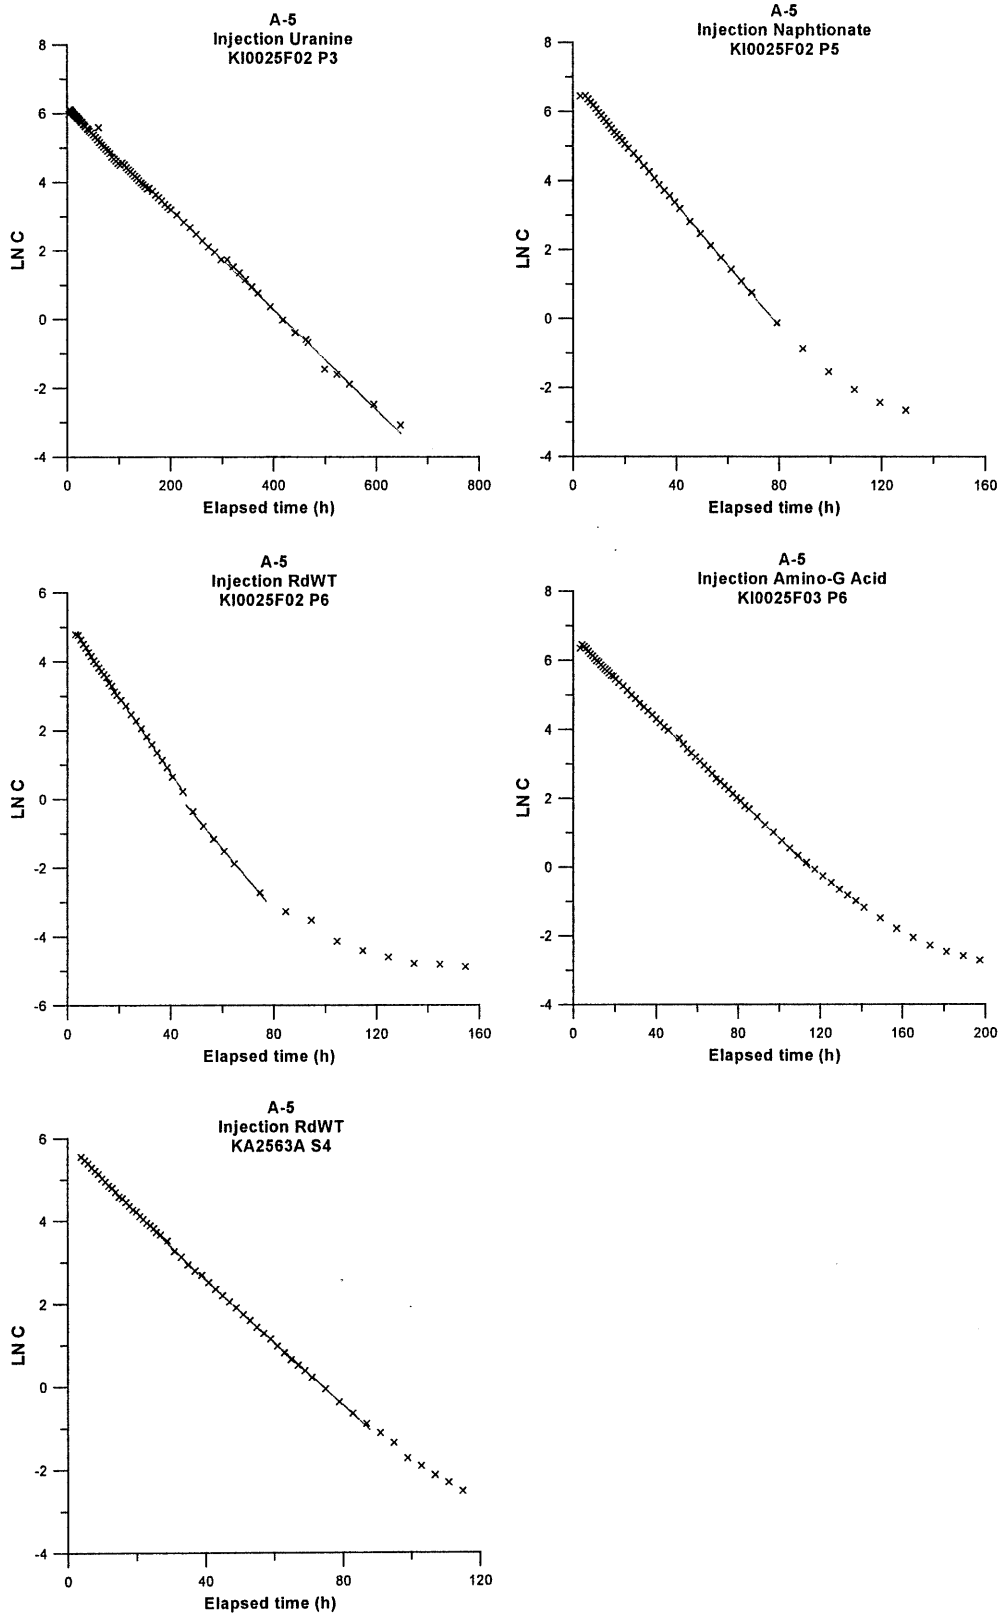 A-5
Injection Uranine
KI0025F02 P3
8
6
4
2
0
-2
-4
LN C
0
200
400
600
800
Elapsed time (h)
A-5
Injection Naphtionate
KI0025F02 P5
8
6
4
2
0
-2
-4
LN C
0
40
80
120
160
Elapsed time (h)
A-5
Injection RdWT
KI0025F02 P6
6
4
2
0
-2
-4
-6
LN C
0
40
80
120
160
Elapsed time (h)
A-5
Injection Amino-G Acid
KI0025F03 P6
8
6
4
2
0
-2
-4
LN C
0
40
80
120
160
200
Elapsed time (h)
A-5
Injection RdWT
KA2563A S4
6
4
2
0
-2
-4
LN C
0
40
80
120
Elapsed time (h)